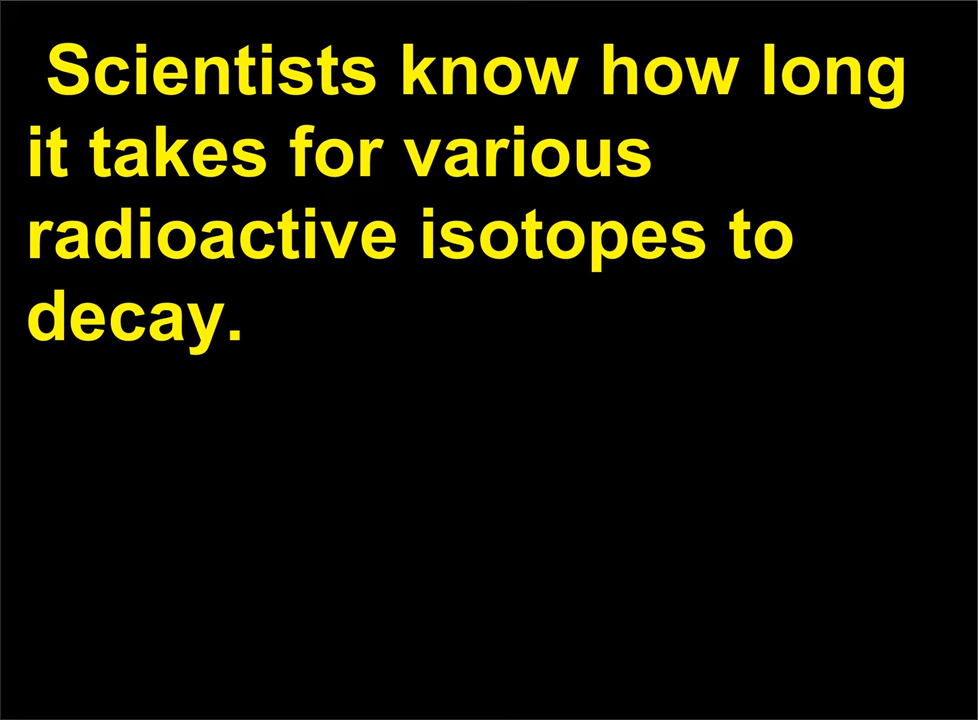 Scientists know how long
it takes for various
radioactive isotopes to
decay.